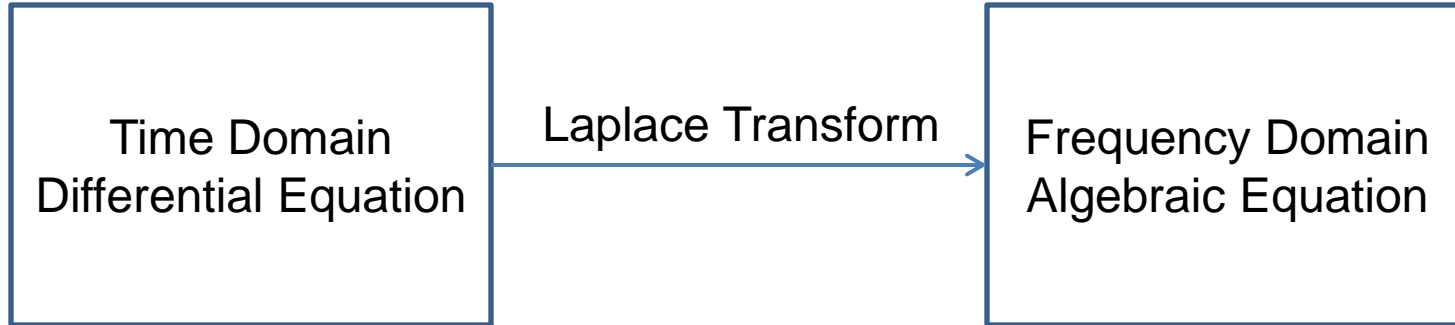 Time Domain
Differential Equation
Laplace Transform
Frequency Domain
Algebraic Equation